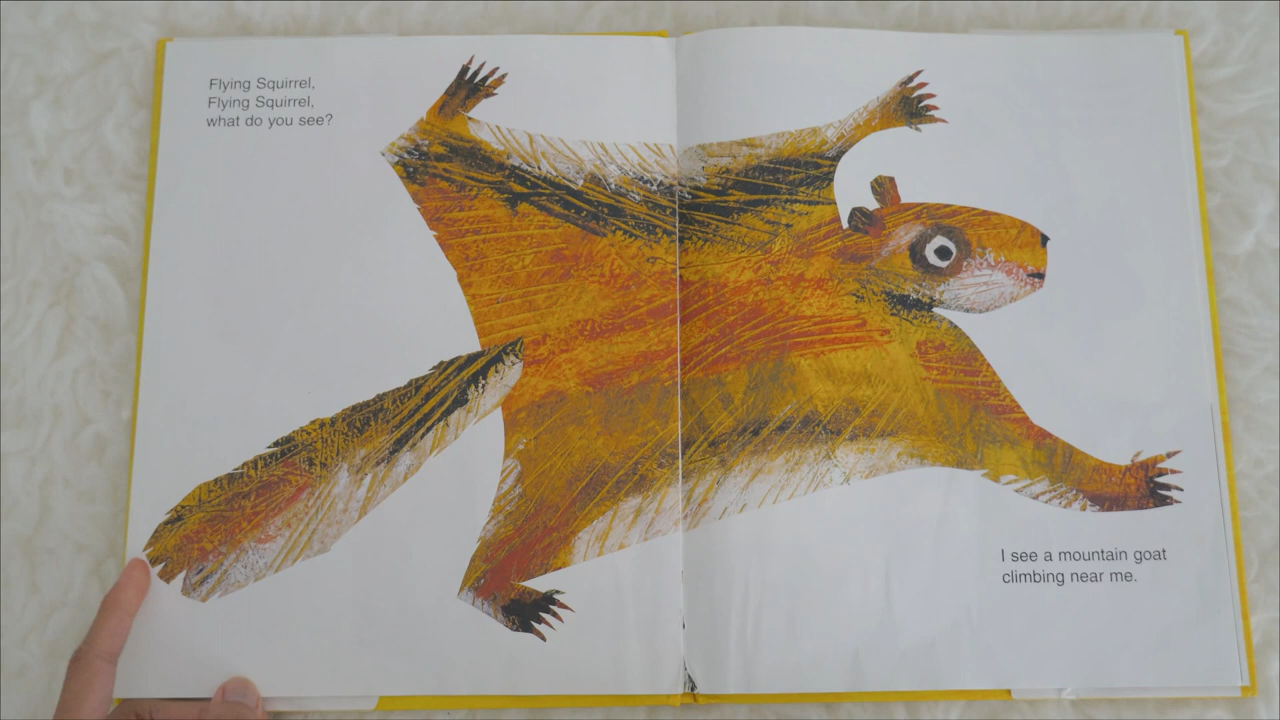 Flying Squirrel,
Flying Squirrel,
what do you see?
I see a mountain goat
climbing near me.